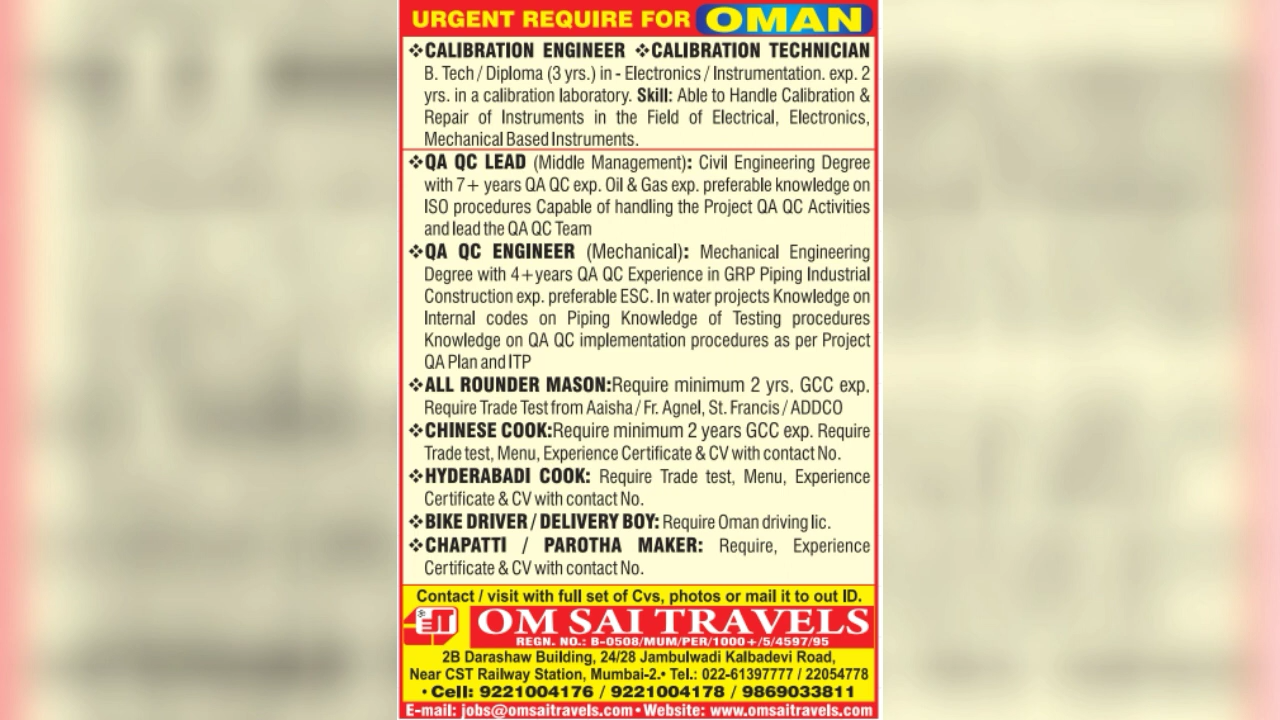 URGENT REQUIRE FOR OMAN
❖CALIBRATION ENGINEER ❖CALIBRATION TECHNICIAN
B. Tech / Diploma (3 yrs.) in - Electronics / Instrumentation. exp. 2
yrs. in a calibration laboratory. Skill: Able to Handle Calibration &
Repair of Instruments in the Field of Electrical, Electronics,
Mechanical Based Instruments.
❖QA QC LEAD (Middle Management): Civil Engineering Degree
with 7+ years QA QC exp. Oil & Gas exp. preferable knowledge on
ISO procedures Capable of handling the Project QA QC Activities
and lead the QA QC Team
❖QA QC ENGINEER (Mechanical): Mechanical Engineering
Degree with 4+years QA QC Experience in GRP Piping Industrial
Construction exp. preferable ESC. In water projects Knowledge on
Internal codes on Piping Knowledge of Testing procedures
Knowledge on QA QC implementation procedures as per Project
QA Plan and ITP
❖ALL ROUNDER MASON:Require minimum 2 yrs. GCC exp.
Require Trade Test from Aaisha / Fr. Agnel, St. Francis / ADDCO
❖CHINESE COOK:Require minimum 2 years GCC exp. Require
Trade test, Menu, Experience Certificate & CV with contact No.
❖HYDERABADI COOK: Require Trade test, Menu, Experience
Certificate & CV with contact No.
❖BIKE DRIVER / DELIVERY BOY: Require Oman driving lic.
❖CHAPATTI / PAROTHA MAKER: Require, Experience
Certificate & CV with contact No.
Contact / visit with full set of Cvs, photos or mail it to out ID.
OM SAI TRAVELS
REGN. NO.: B-0508/MUM/PER/1000+/5/4597/95
2B Darashaw Building, 24/28 Jambulwadi Kalbadevi Road,
Near CST Railway Station, Mumbai-2.• Tel.: 022-61397777 / 22054778
• Cell: 9221004176 / 9221004178 / 9869033811
E-mail: jobs@omsaitravels.com • Website: www.omsaitravels.com